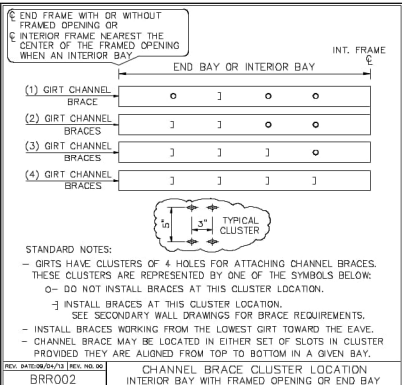 ℄ END FRAME WITH OR WITHOUT
FRAMED OPENING OR
℄ INTERIOR FRAME NEAREST THE
CENTER OF THE FRAMED OPENING
WHEN AN INTERIOR BAY
INT. FRAME
℄
END BAY OR INTERIOR BAY
(1) GIRT CHANNEL
BRACE
(2) GIRT CHANNEL
BRACES
(3) GIRT CHANNEL
BRACES
(4) GIRT CHANNEL
BRACES
5"
3"
TYPICAL
CLUSTER
STANDARD NOTES:
- GIRTS HAVE CLUSTERS OF 4 HOLES FOR ATTACHING CHANNEL BRACES.
THESE CLUSTERS ARE REPRESENTED BY ONE OF THE SYMBOLS BELOW:
O- DO NOT INSTALL BRACES AT THIS CLUSTER LOCATION.
]- INSTALL BRACES AT THIS CLUSTER LOCATION.
SEE SECONDARY WALL DRAWINGS FOR BRACE REQUIREMENTS.
- INSTALL BRACES WORKING FROM THE LOWEST GIRT TOWARD THE EAVE.
- CHANNEL BRACE MAY BE LOCATED IN EITHER SET OF SLOTS IN CLUSTER
PROVIDED THEY ARE ALIGNED FROM TOP TO BOTTOM IN A GIVEN BAY.
REV. DATE:09/04/13 REV. NO. 00
BRR002
CHANNEL BRACE CLUSTER LOCATION
INTERIOR BAY WITH FRAMED OPENING OR END BAY